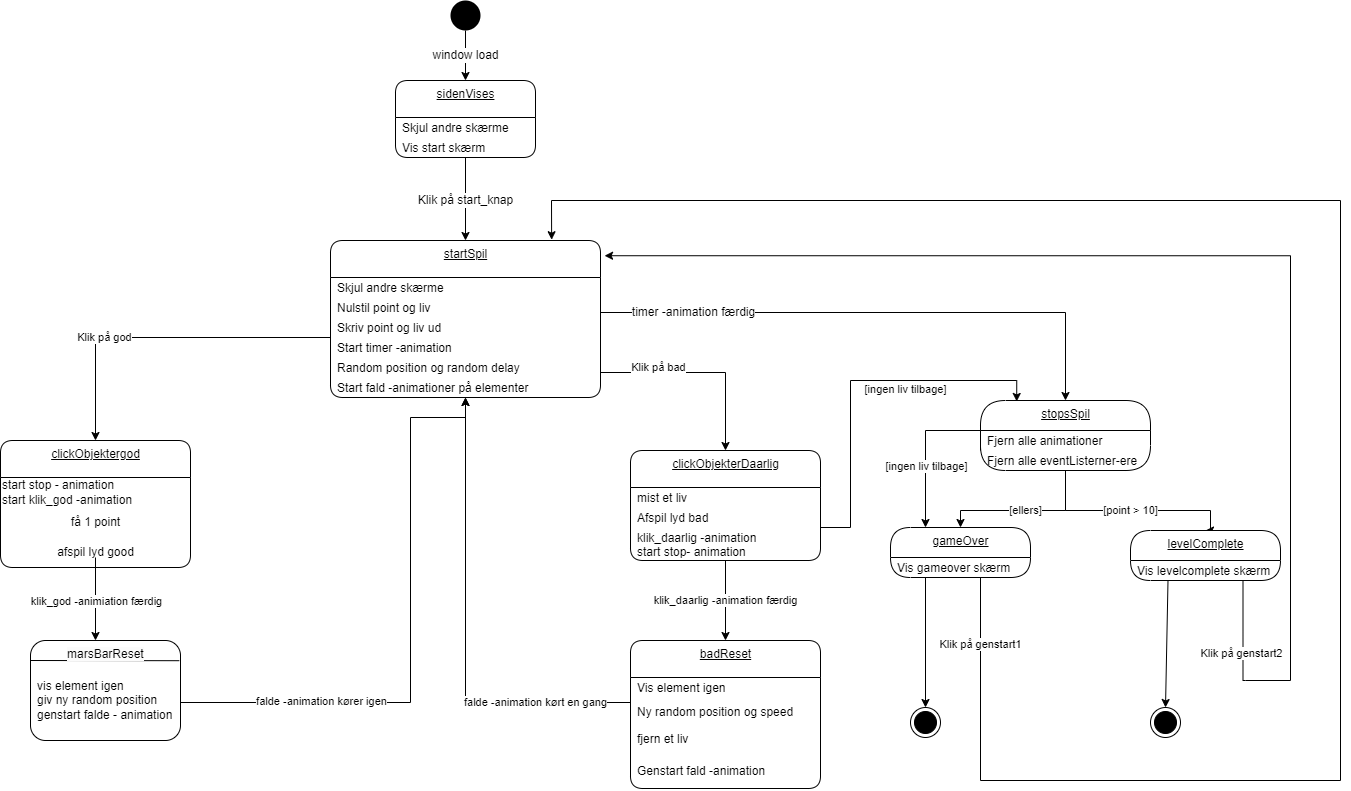 window load
sidenVises
Skjul andre skærme
Vis start skærm
Klik på start_knap
startSpil
Skjul andre skærme
Nulstil point og liv
Skriv point og liv ud
Start timer -animation
Random position og random delay
Start fald -animationer på elementer
timer -animation færdig
Klik på god
Klik på bad
[ingen liv tilbage]
clickObjektergod
start stop - animation
start klik_god -animation
få 1 point
afspil lyd good
clickObjekterDaarlig
mist et liv
Afspil lyd bad
klik_daarlig -animation
start stop- animation
stopsSpil
Fjern alle animationer
Fjern alle eventListerner-ere
[ingen liv tilbage]
[ellers]
[point > 10]
gameOver
Vis gameover skærm
levelComplete
Vis levelcomplete skærm
klik_god -animiation færdig
klik_daarlig -animation færdig
Klik på genstart1
Klik på genstart2
marsBarReset
vis element igen
giv ny random position
genstart falde - animation
falde -animation kører igen
falde -animation kørt en gang
badReset
Vis element igen
Ny random position og speed
fjern et liv
Genstart fald -animation